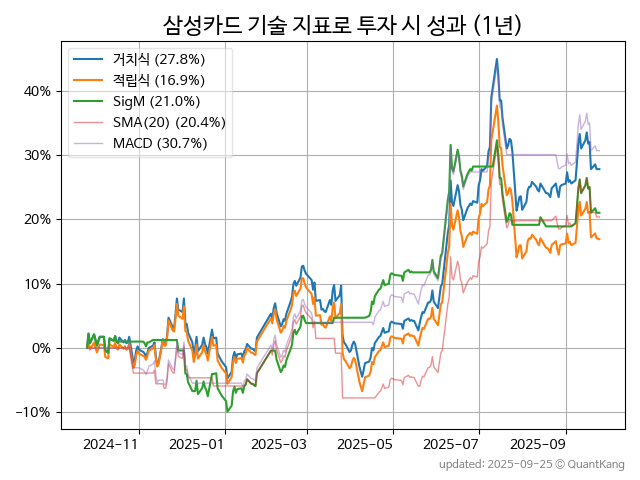 삼성카드 기술 지표로 투자 시 성과 (1년)
거치식 (27.8%)
적립식 (16.9%)
SigM (21.0%)
SMA(20) (20.4%)
MACD (30.7%)
40%
30%
20%
10%
0%
−10%
2024−11 2025−01 2025−03 2025−05 2025−07 2025−09
updated: 2025-09-25 © QuantKang